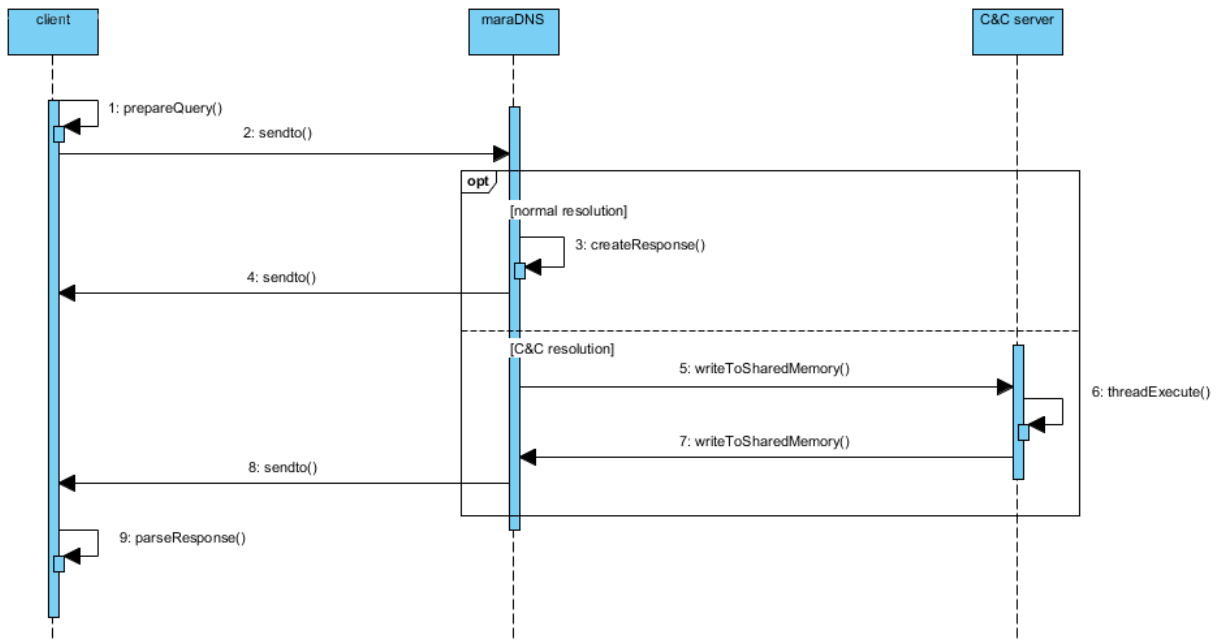 client
maraDNS
C&C server
1: prepareQuery()
2: sendto()
opt
[normal resolution]
3: createResponse()
4: sendto()
[C&C resolution]
5: writeToSharedMemory()
6: threadExecute()
7: writeToSharedMemory()
8: sendto()
9: parseResponse()